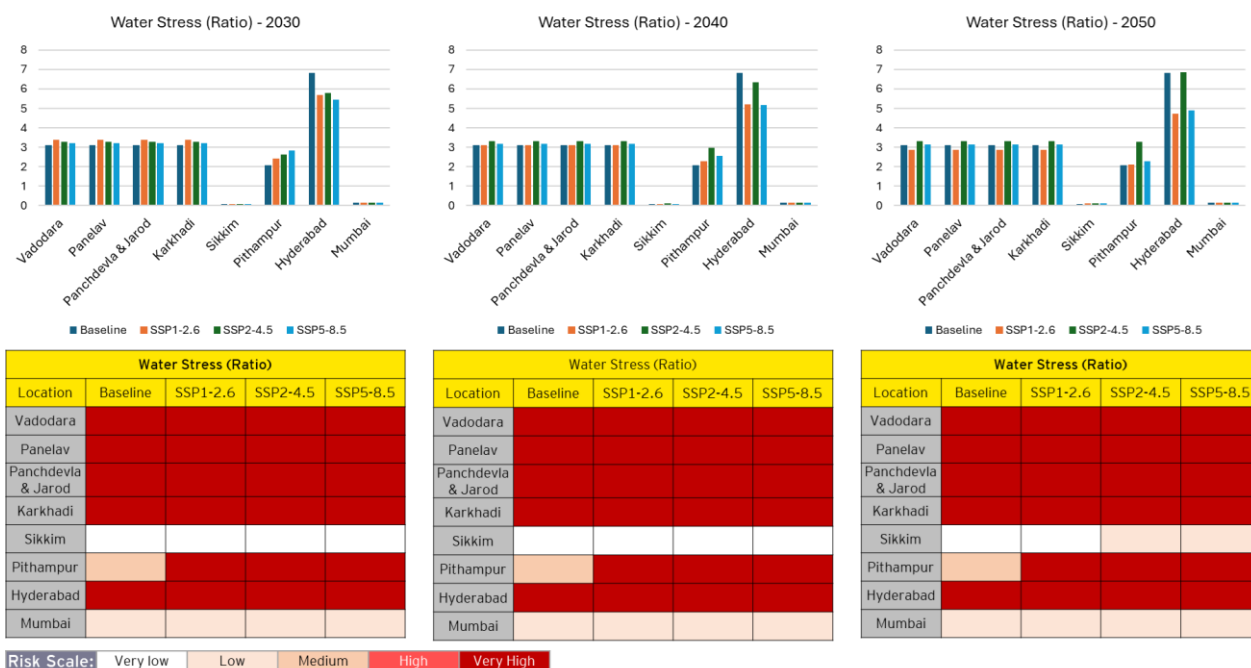 Water Stress (Ratio) - 2030
8
7
6
5
4
3
2
1
0
Vadodara
Panelav
Panchdevla & Jarod
Karkhadi
Sikkim
Pithampur
Hyderabad
Mumbai
Baseline SSP1-2.6 SSP2-4.5 SSP5-8.5
Water Stress (Ratio) - 2040
8
7
6
5
4
3
2
1
0
Vadodara
Panelav
Panchdevla & Jarod
Karkhadi
Sikkim
Pithampur
Hyderabad
Mumbai
Baseline SSP1-2.6 SSP2-4.5 SSP5-8.5
Water Stress (Ratio) - 2050
8
7
6
5
4
3
2
1
0
Vadodara
Panelav
Panchdevla & Jarod
Karkhadi
Sikkim
Pithampur
Hyderabad
Mumbai
Baseline SSP1-2.6 SSP2-4.5 SSP5-8.5
Water Stress (Ratio)
Location Baseline SSP1-2.6 SSP2-4.5 SSP5-8.5
Vadodara
Panelav
Panchdevla
& Jarod
Karkhadi
Sikkim
Pithampur
Hyderabad
Mumbai
Water Stress (Ratio)
Location Baseline SSP1-2.6 SSP2-4.5 SSP5-8.5
Vadodara
Panelav
Panchdevla
& Jarod
Karkhadi
Sikkim
Pithampur
Hyderabad
Mumbai
Water Stress (Ratio)
Location Baseline SSP1-2.6 SSP2-4.5 SSP5-8.5
Vadodara
Panelav
Panchdevla
& Jarod
Karkhadi
Sikkim
Pithampur
Hyderabad
Mumbai
Risk Scale: Very low Low Medium High Very High